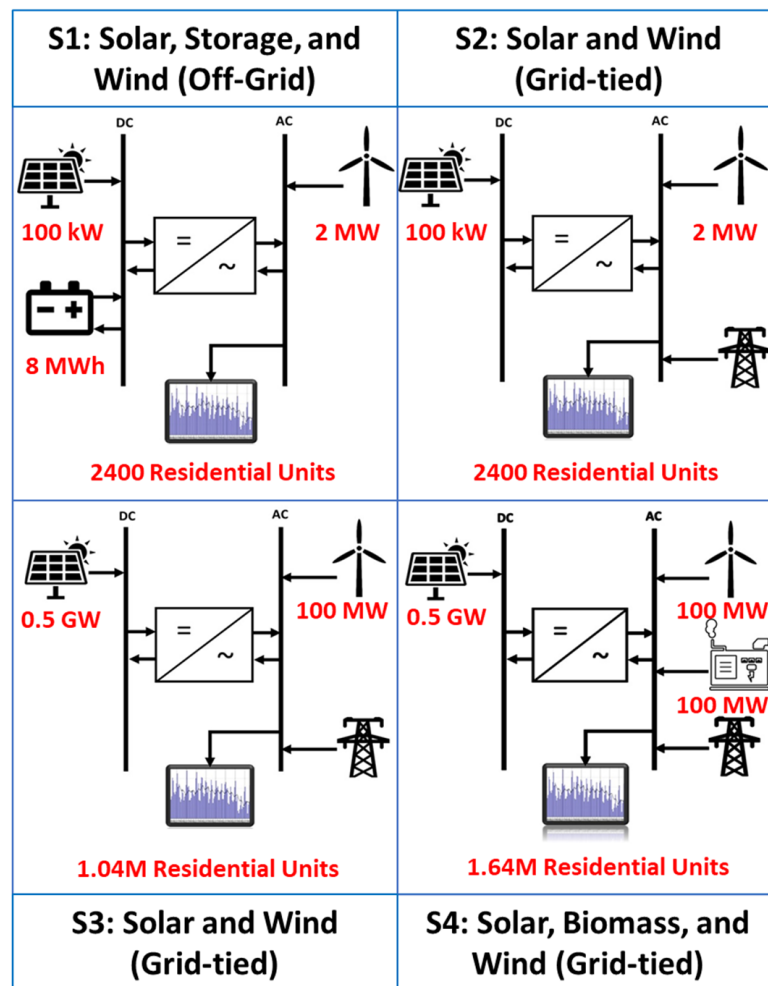 S1: Solar, Storage, and
Wind (Off-Grid)
S2: Solar and Wind
(Grid-tied)
DC
AC
100 kW
2 MW
8 MWh
2400 Residential Units
DC
AC
100 kW
2 MW
2400 Residential Units
DC
AC
0.5 GW
100 MW
1.04M Residential Units
DC
AC
0.5 GW
100 MW
100 MW
1.64M Residential Units
S3: Solar and Wind
(Grid-tied)
S4: Solar, Biomass, and
Wind (Grid-tied)